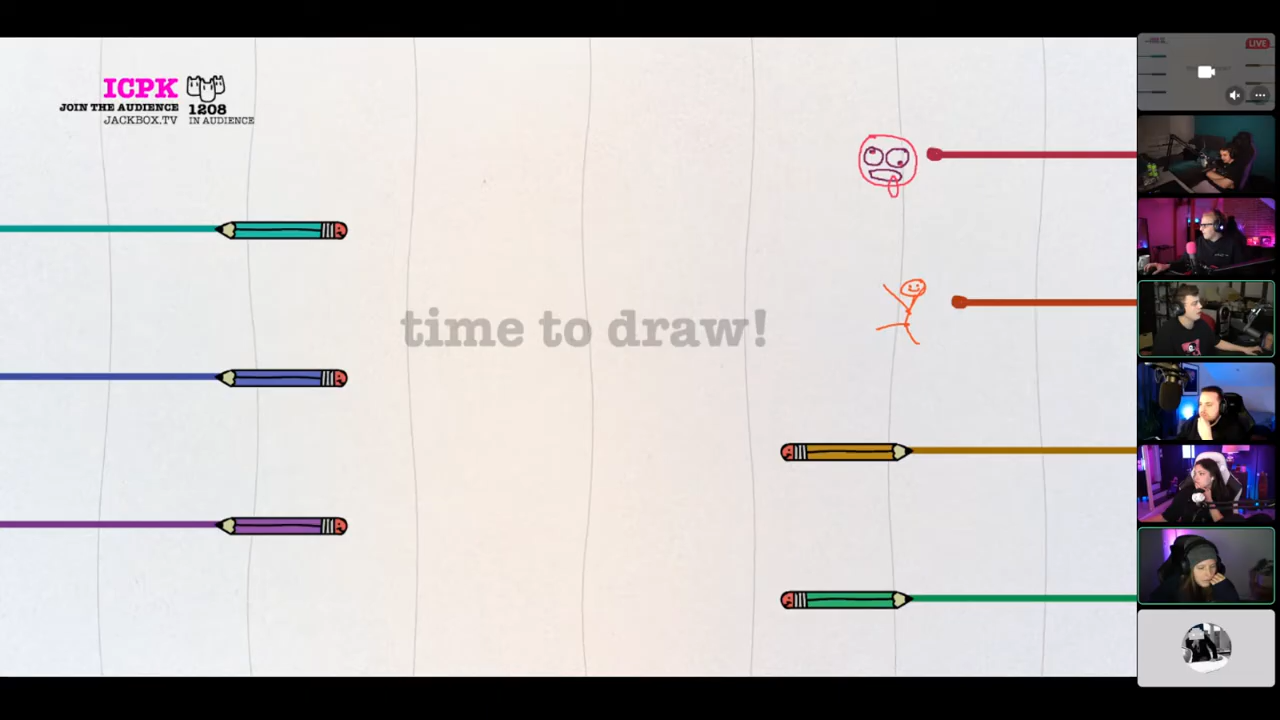 ICPK
JOIN THE AUDIENCE
JACKBOX.TV
1208
IN AUDIENCE
time to draw!
LIVE